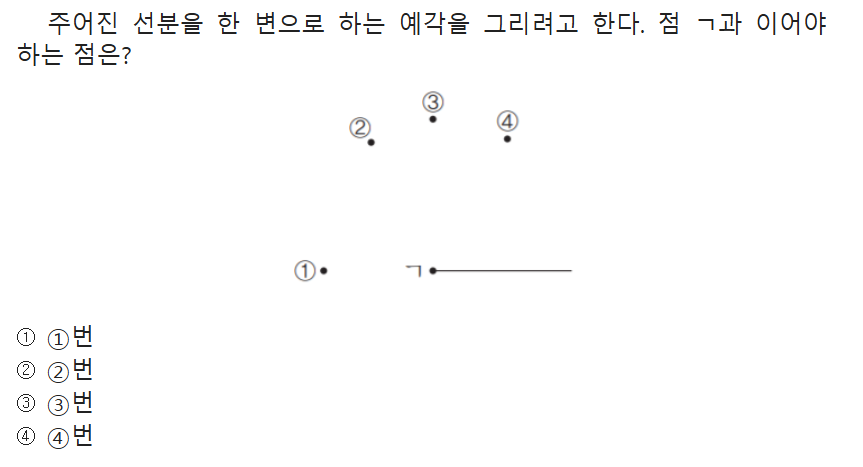 주어진 선분을 한 변으로 하는 예각을 그리려고 한다. 점 ㄱ과 이어야
하는 점은?
③
② ④
① ㄱ
① ①번
② ②번
③ ③번
④ ④번